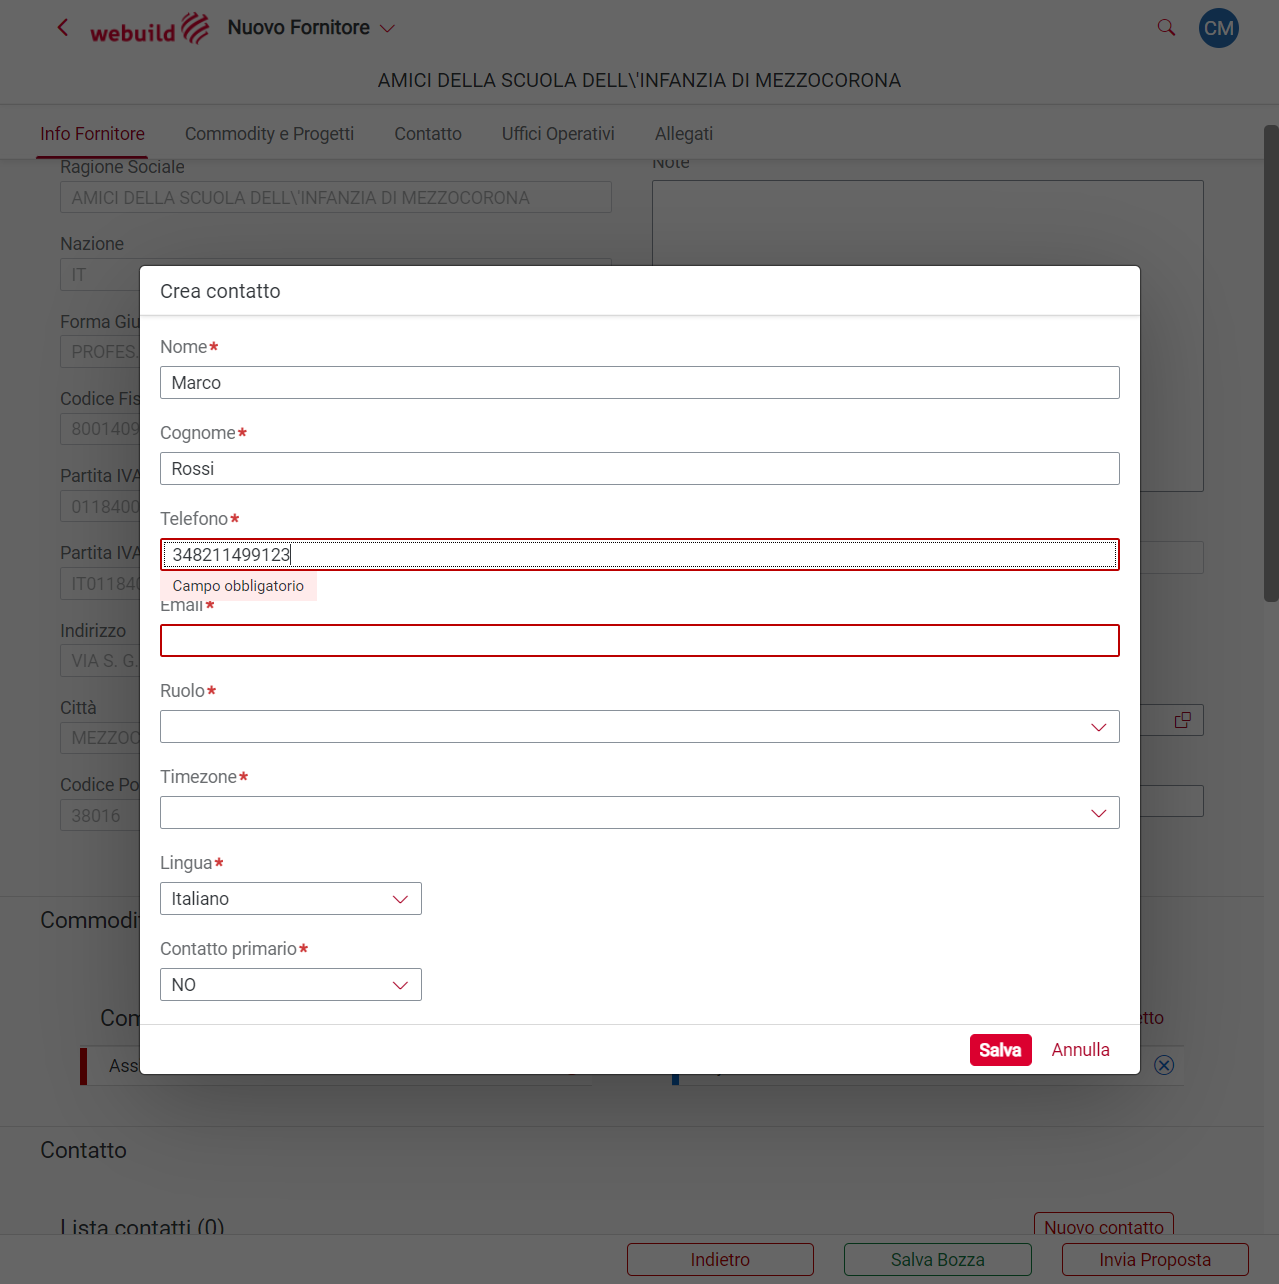 webuild
Nuovo Fornitore
CM
AMICI DELLA SCUOLA DELL\'INFANZIA DI MEZZOCORONA
Info Fornitore
Commodity e Progetti
Contatto
Uffici Operativi
Allegati
Ragione Sociale
AMICI DELLA SCUOLA DELL\'INFANZIA DI MEZZOCORONA
Note
Nazione
IT
Forma Giu
PROFES.
Codice Fis
8001409
Partita IVA
0118400
Partita IVA
IT011840
Indirizzo
VIA S. G.
Città
MEZZOC
Codice Po
38016
Crea contatto
Nome*
Marco
Cognome*
Rossi
Telefono*
348211499123
Campo obbligatorio
Email*
Ruolo*
Timezone*
Lingua*
Italiano
Contatto primario*
NO
Salva
Annulla
Commodi
Com
etto
Ass
Contatto
Lista contatti (0)
Nuovo contatto
Indietro
Salva Bozza
Invia Proposta